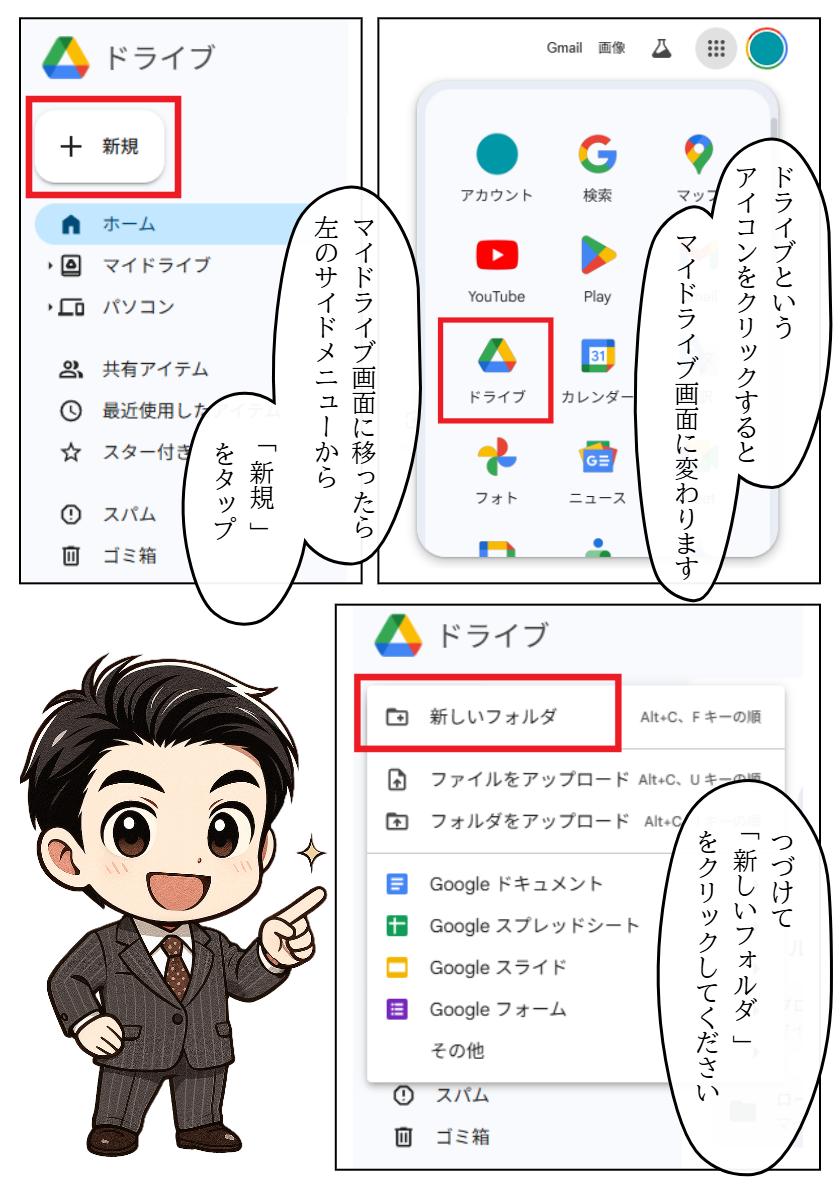 Gmail 画像
アカウント
検索
マップ
YouTube
Play
ドライブ
カレンダー
フォト
ニュース
ドライブという
アイコンをクリックすると
マイドライブ画面に変わります
ドライブ
新規
ホーム
マイドライブ
パソコン
共有アイテム
最近使用したアイテム
スター付き
スパム
ゴミ箱
マイドライブ画面に移ったら
左のサイドメニューから
「新規」
をタップ
ドライブ
新しいフォルダ Alt+C、F キーの順
ファイルをアップロード Alt+C、U キーの順
フォルダをアップロード Alt+C
Google ドキュメント
Google スプレッドシート
Google スライド
Google フォーム
その他
スパム
ゴミ箱
つづけて
「新しいフォルダ」
をクリックしてください